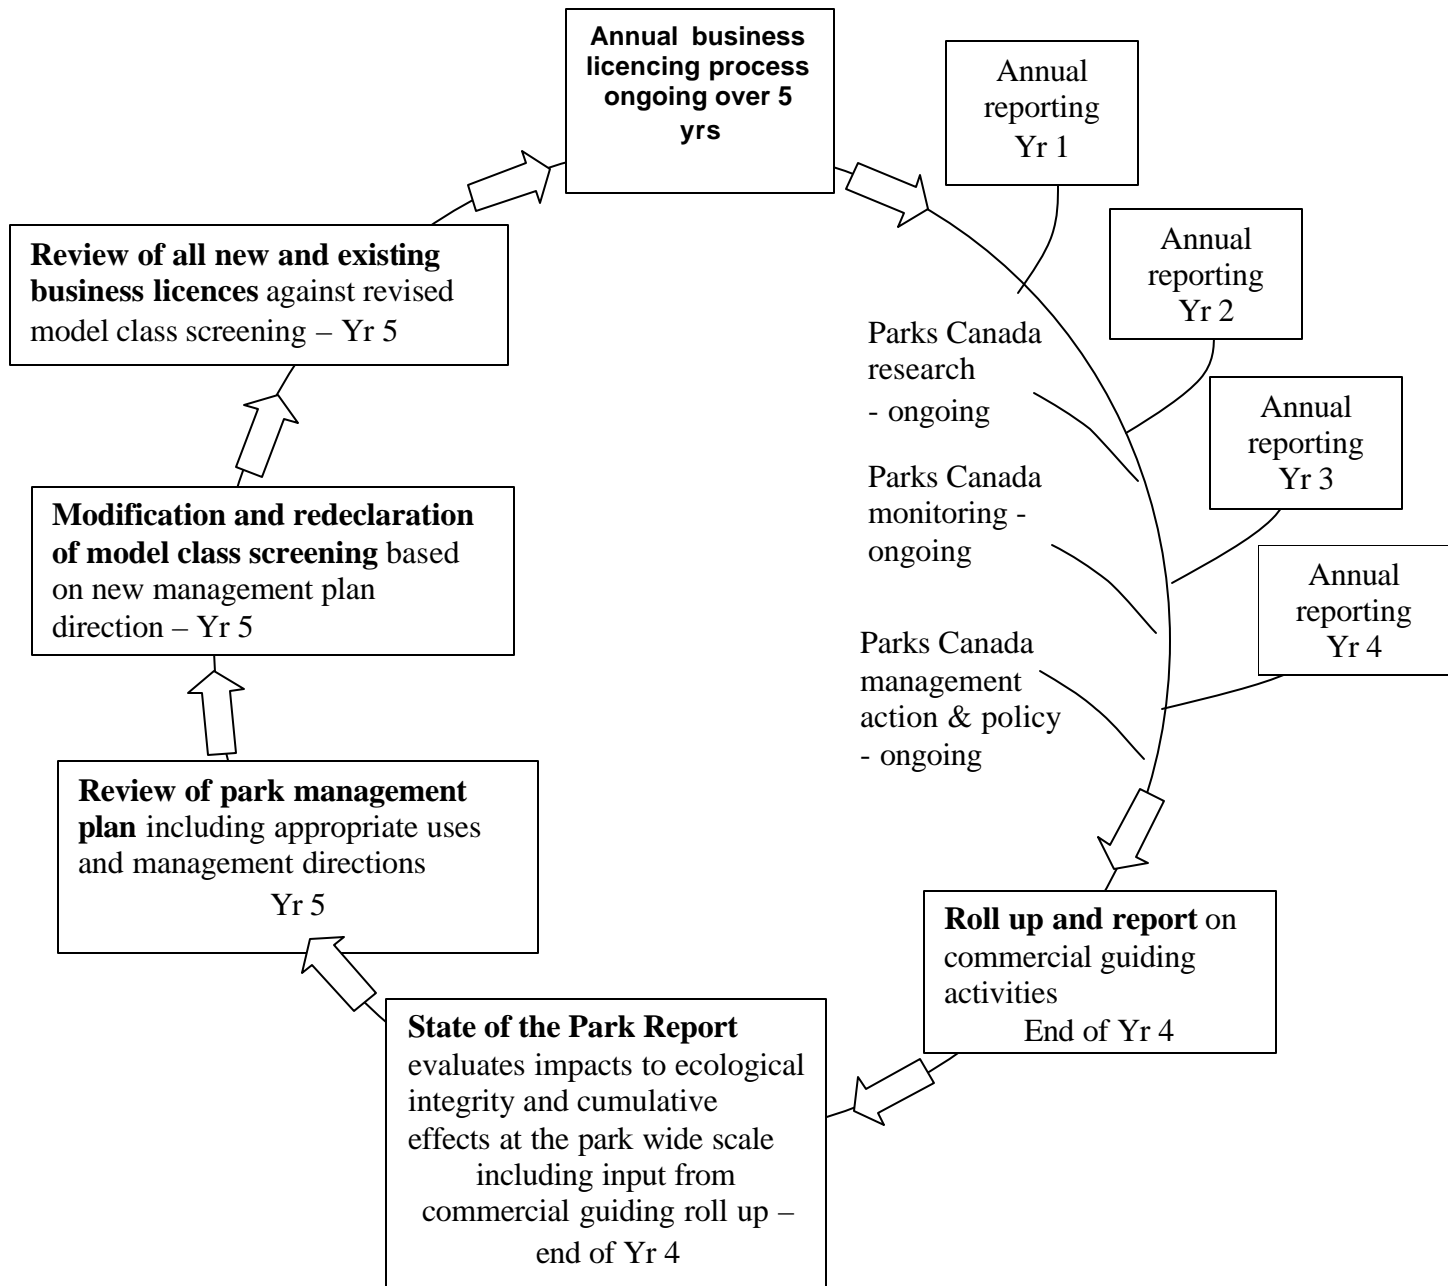 Annual business
licencing process
ongoing over 5
yrs
Annual
reporting
Yr 1
Annual
reporting
Yr 2
Annual
reporting
Yr 3
Annual
reporting
Yr 4
Parks Canada
research
- ongoing
Parks Canada
monitoring -
ongoing
Parks Canada
management
action & policy
- ongoing
Roll up and report on
commercial guiding
activities
End of Yr 4
State of the Park Report
evaluates impacts to ecological
integrity and cumulative
effects at the park wide scale
including input from
commercial guiding roll up –
end of Yr 4
Review of park management
plan including appropriate uses
and management directions
Yr 5
Modification and redeclaration
of model class screening based
on new management plan
direction – Yr 5
Review of all new and existing
business licences against revised
model class screening – Yr 5